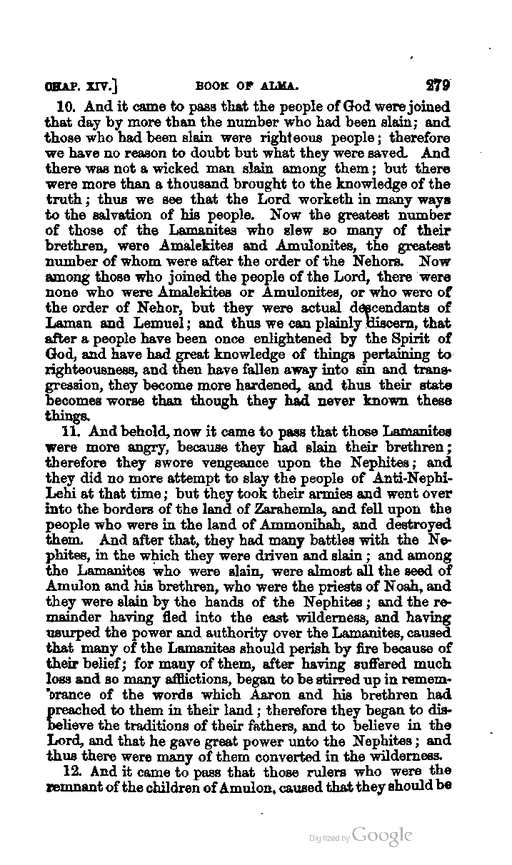 CHAP. XIV.] BOOK OF ALMA. 279
10. And it came to pass that the people of God were joined
that day by more than the number who had been slain; and
those who had been slain were righteous people; therefore
we have no reason to doubt but what they were saved. And
there was not a wicked man slain among them; but there
were more than a thousand brought to the knowledge of the
truth; thus we see that the Lord worketh in many ways
to the salvation of his people. Now the greatest number
of those of the Lamanites who slew so many of their
brethren, were Amalekites and Amulonites, the greatest
number of whom were after the order of the Nehors. Now
among those who joined the people of the Lord, there were
none who were Amalekites or Amulonites, or who were of
the order of Nehor, but they were actual descendants of
Laman and Lemuel; and thus we can plainly discern, that
after a people have been once enlightened by the Spirit of
God, and have had great knowledge of things pertaining to
righteousness, and then have fallen away into sin and trans-
gression, they become more hardened, and thus their state
becomes worse than though they had never known these
things.
11. And behold, now it came to pass that those Lamanites
were more angry, because they had slain their brethren;
therefore they swore vengeance upon the Nephites; and
they did no more attempt to slay the people of Anti-Nephi-
Lehi at that time; but they took their armies and went over
into the borders of the land of Zarahemla, and fell upon the
people who were in the land of Ammonihah, and destroyed
them. And after that, they had many battles with the Ne-
phites, in the which they were driven and slain; and among
the Lamanites who were slain, were almost all the seed of
Amulon and his brethren, who were the priests of Noah, and
they were slain by the hands of the Nephites; and the re-
mainder having fled into the east wilderness, and having
usurped the power and authority over the Lamanites, caused
that many of the Lamanites should perish by fire because of
their belief; for many of them, after having suffered much
loss and so many afflictions, began to be stirred up in remem-
brance of the words which Aaron and his brethren had
preached to them in their land; therefore they began to dis-
believe the traditions of their fathers, and to believe in the
Lord, and that he gave great power unto the Nephites; and
thus there were many of them converted in the wilderness.
12. And it came to pass that those rulers who were the
remnant of the children of Amulon, caused that they should be
Digitized by Google